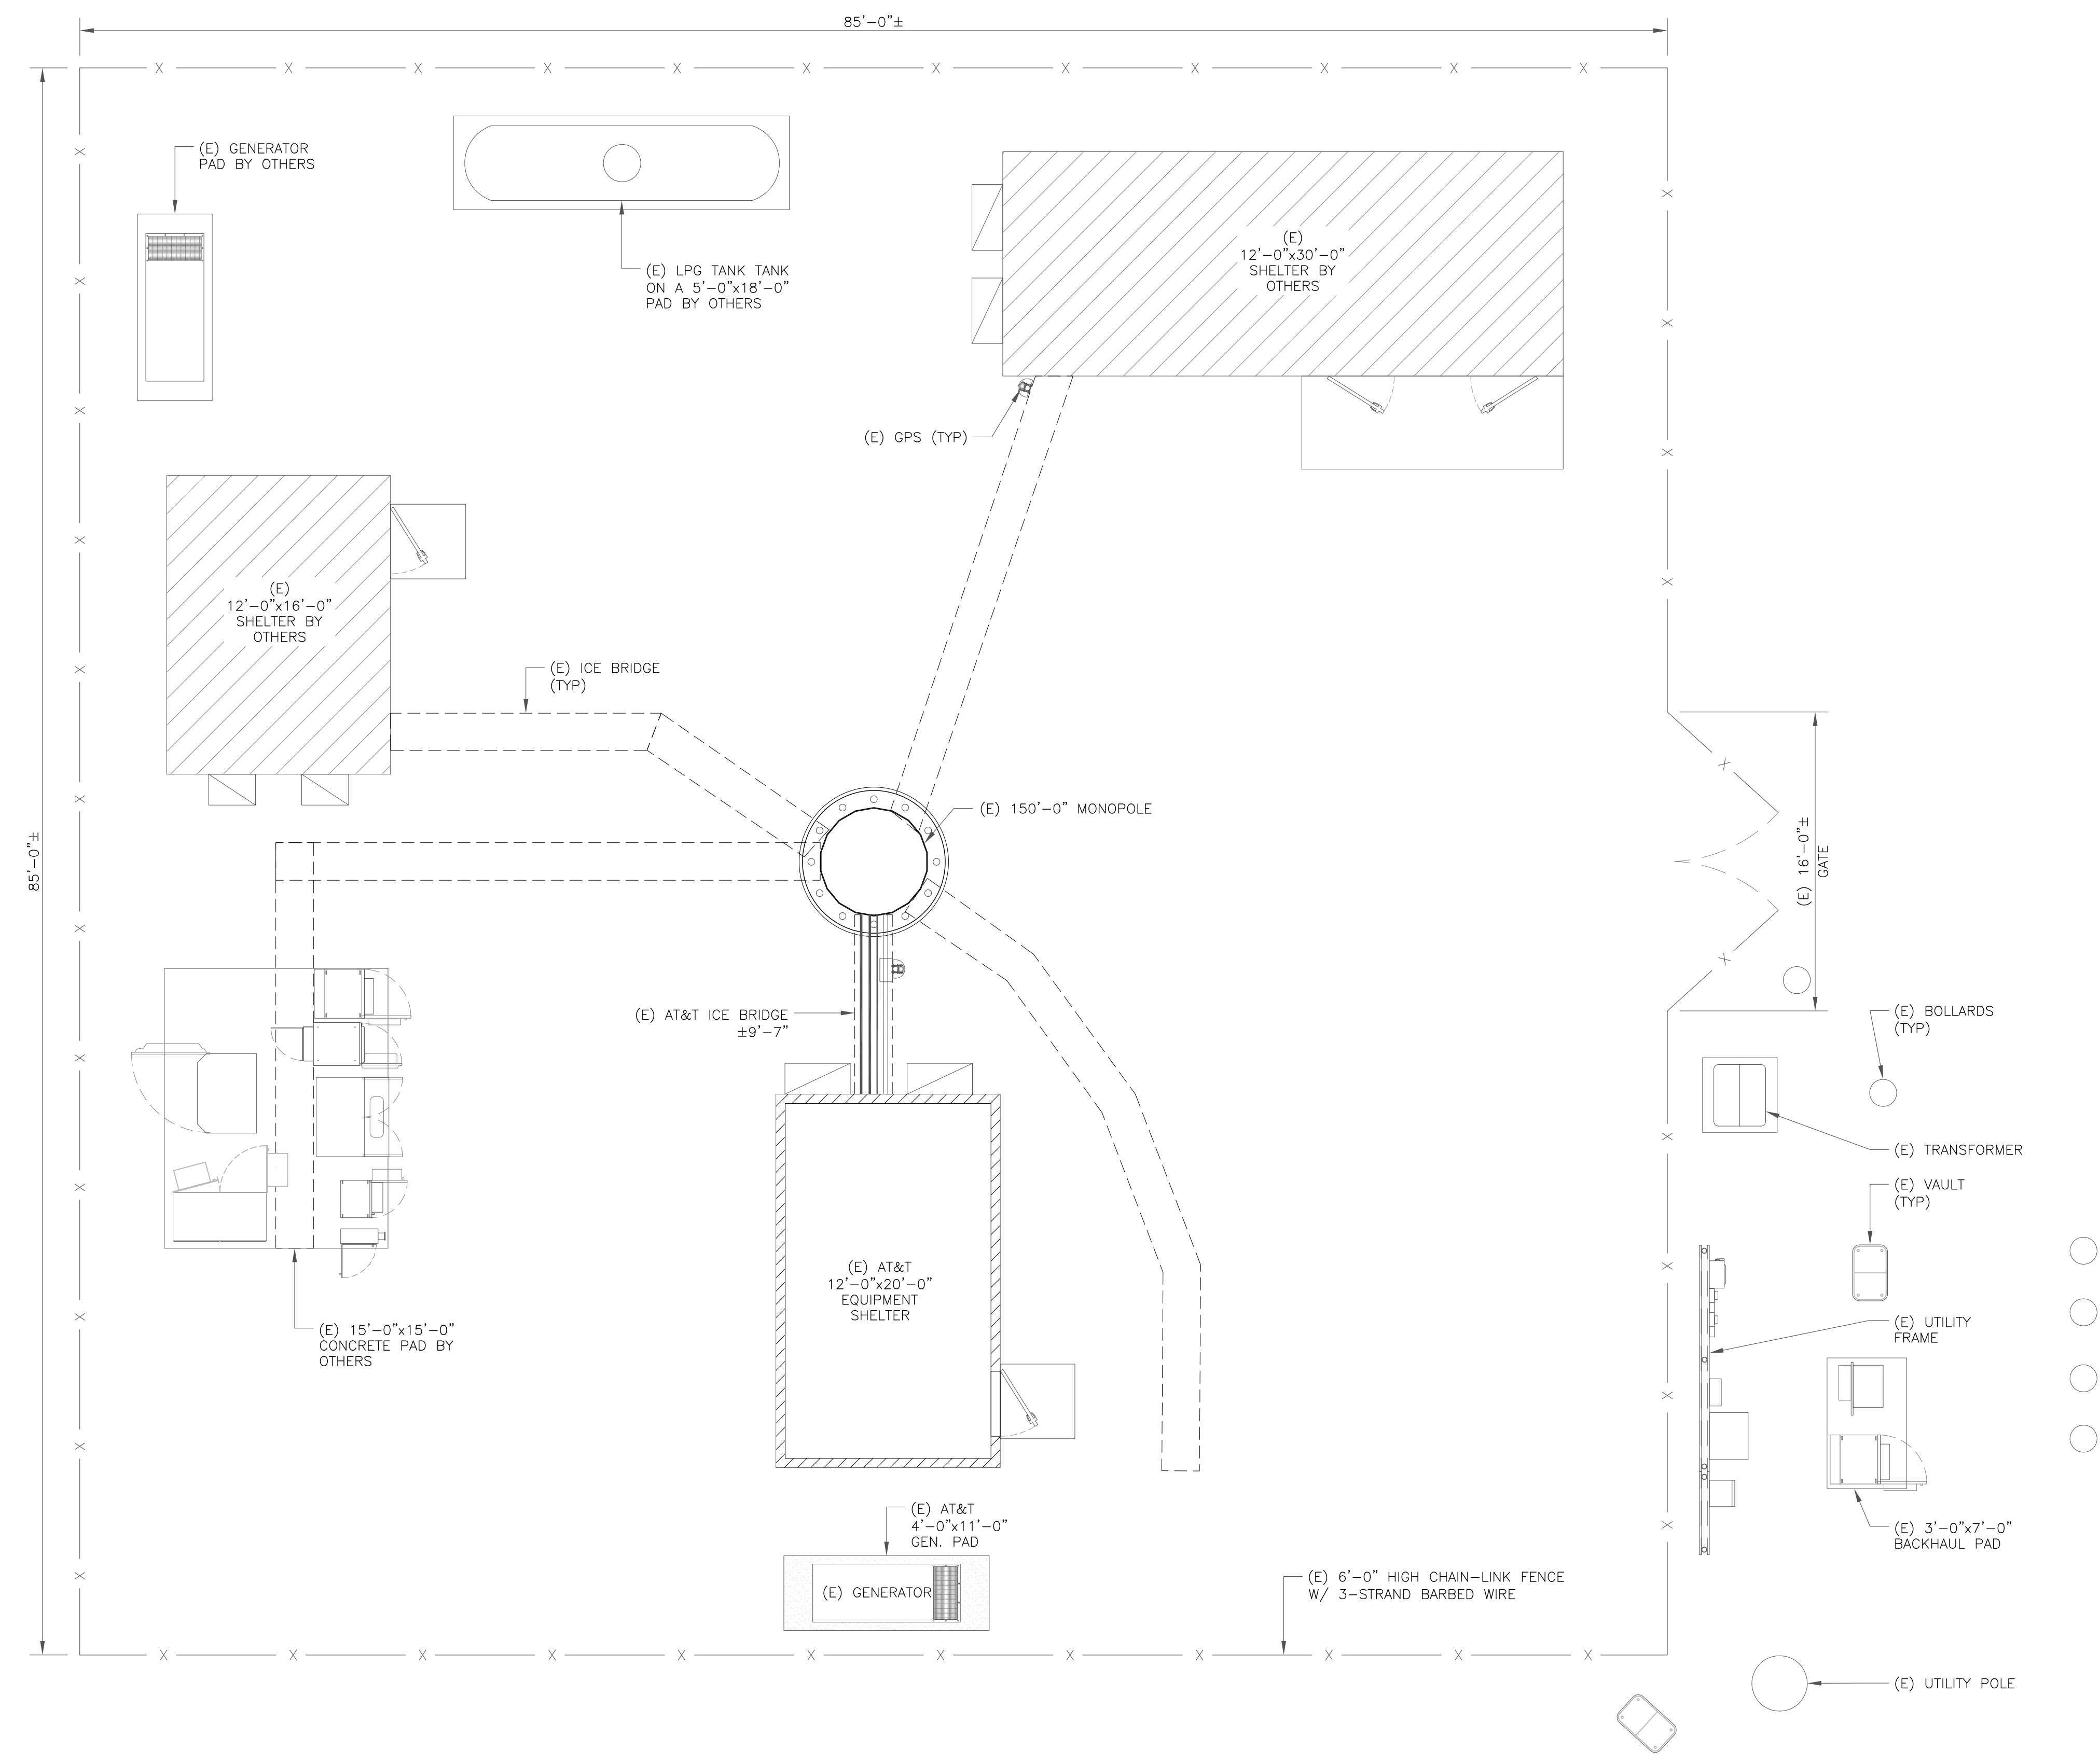 85'-0"±
(E) GENERATOR
PAD BY OTHERS
(E) LPG TANK TANK
ON A 5'-0"x18'-0"
PAD BY OTHERS
(E)
12'-0"x30'-0"
SHELTER BY
OTHERS
(E) GPS (TYP)
(E)
12'-0"x16'-0"
SHELTER BY
OTHERS
(E) ICE BRIDGE
(TYP)
(E) 150'-0" MONOPOLE
85'-0"±
(E) 16'-0"±
GATE
(E) AT&T ICE BRIDGE
±9'-7"
(E) BOLLARDS
(TYP)
(E) TRANSFORMER
(E) VAULT
(TYP)
(E) AT&T
12'-0"x20'-0"
EQUIPMENT
SHELTER
(E) 15'-0"x15'-0"
CONCRETE PAD BY
OTHERS
(E) UTILITY
FRAME
(E) AT&T
4'-0"x11'-0"
GEN. PAD
(E) 3'-0"x7'-0"
BACKHAUL PAD
(E) GENERATOR
(E) 6'-0" HIGH CHAIN-LINK FENCE
W/ 3-STRAND BARBED WIRE
(E) UTILITY POLE